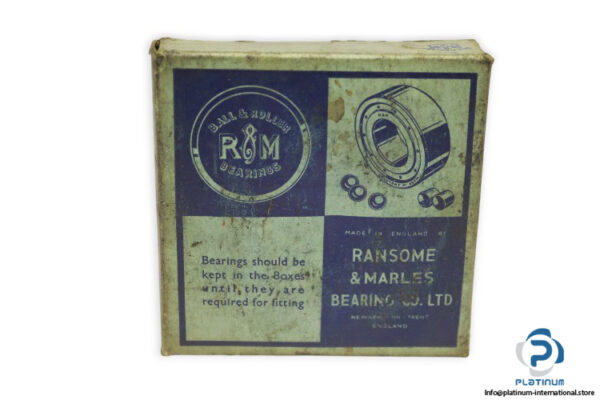 BALL & ROLLER
R&M
BEARINGS
R&M
Bearings should be
kept in the Boxes
until they are
required for fitting
MADE IN ENGLAND BY
RANSOME
& MARLES
BEARING CO. LTD
NEWARK-ON-TRENT
ENGLAND
PLATINUM
Info@platinum-international.store